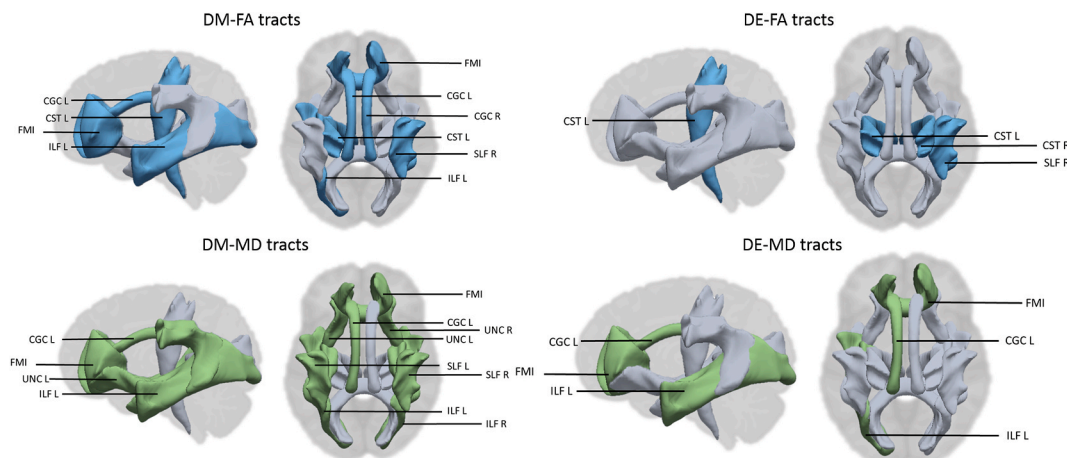 DM-FA tracts
CGC L
CST L
FMI
ILF L
FMI
CGC L
CGC R
CST L
SLF R
ILF L
DE-FA tracts
CST L
CST L
CST R
SLF R
DM-MD tracts
CGC L
FMI
UNC L
ILF L
FMI
CGC L
UNC R
UNC L
SLF L
SLF R
ILF L
ILF R
DE-MD tracts
CGC L
FMI
ILF L
FMI
CGC L
ILF L